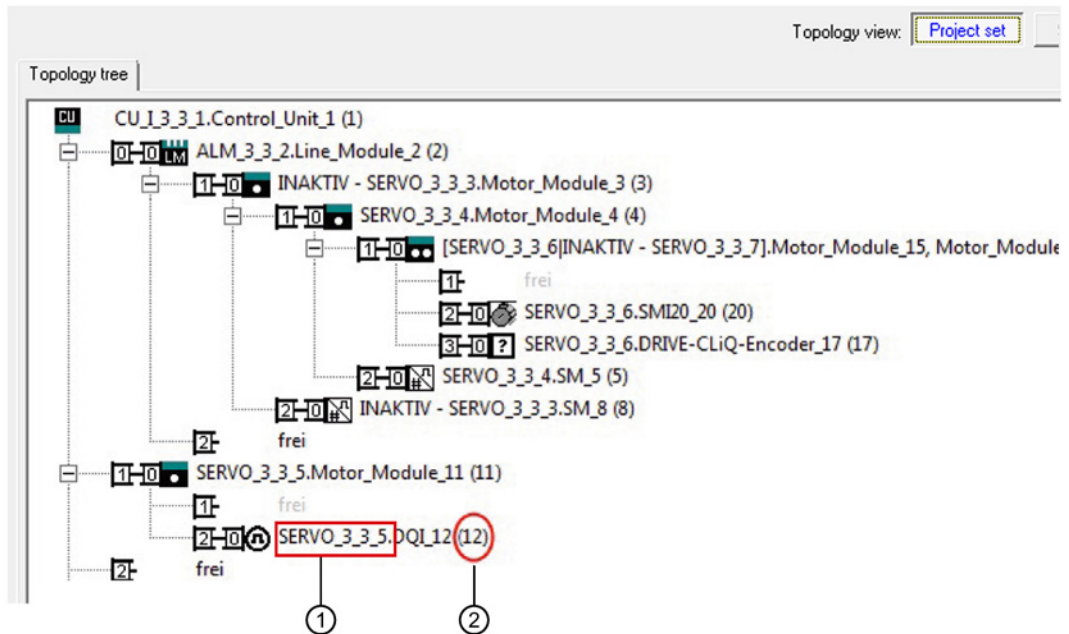 Topology view: Project set
Topology tree
CU CU_I_3_3_1.Control_Unit_1 (1)
0 0 LM ALM_3_3_2.Line_Module_2 (2)
1 0 INAKTIV - SERVO_3_3_3.Motor_Module_3 (3)
1 0 SERVO_3_3_4.Motor_Module_4 (4)
1 0 [SERVO_3_3_6|INAKTIV - SERVO_3_3_7].Motor_Module_15, Motor_Module
1 frei
2 0 SERVO_3_3_6.SMI20_20 (20)
3 0 ? SERVO_3_3_6.DRIVE-CLiQ-Encoder_17 (17)
2 0 # SERVO_3_3_4.SM_5 (5)
2 0 # INAKTIV - SERVO_3_3_3.SM_8 (8)
2 frei
1 0 SERVO_3_3_5.Motor_Module_11 (11)
1 frei
2 0 SERVO_3_3_5.DQI_12 (12)
2 frei
1 2